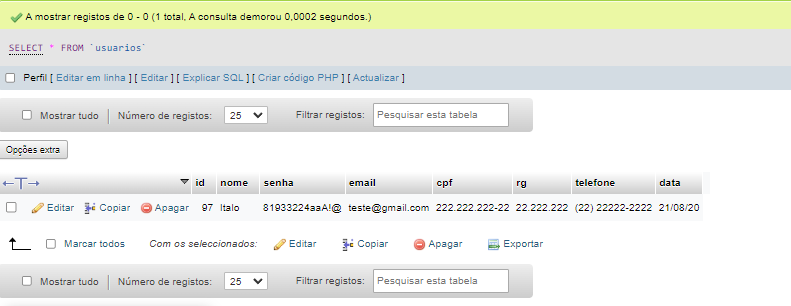 A mostrar registos de 0 - 0 (1 total, A consulta demorou 0,0002 segundos.)
SELECT * FROM `usuarios`
Perfil [ Editar em linha ] [ Editar ] [ Explicar SQL ] [ Criar código PHP ] [ Actualizar ]
Mostrar tudo Número de registos: 25 Filtrar registos: Pesquisar esta tabela
Opções extra
←T→ id nome senha email cpf rg telefone data
Editar Copiar Apagar 97 Italo 81933224aaA!@ teste@gmail.com 222.222.222-22 22.222.222 (22) 22222-2222 21/08/20
Marcar todos Com os seleccionados: Editar Copiar Apagar Exportar
Mostrar tudo Número de registos: 25 Filtrar registos: Pesquisar esta tabela